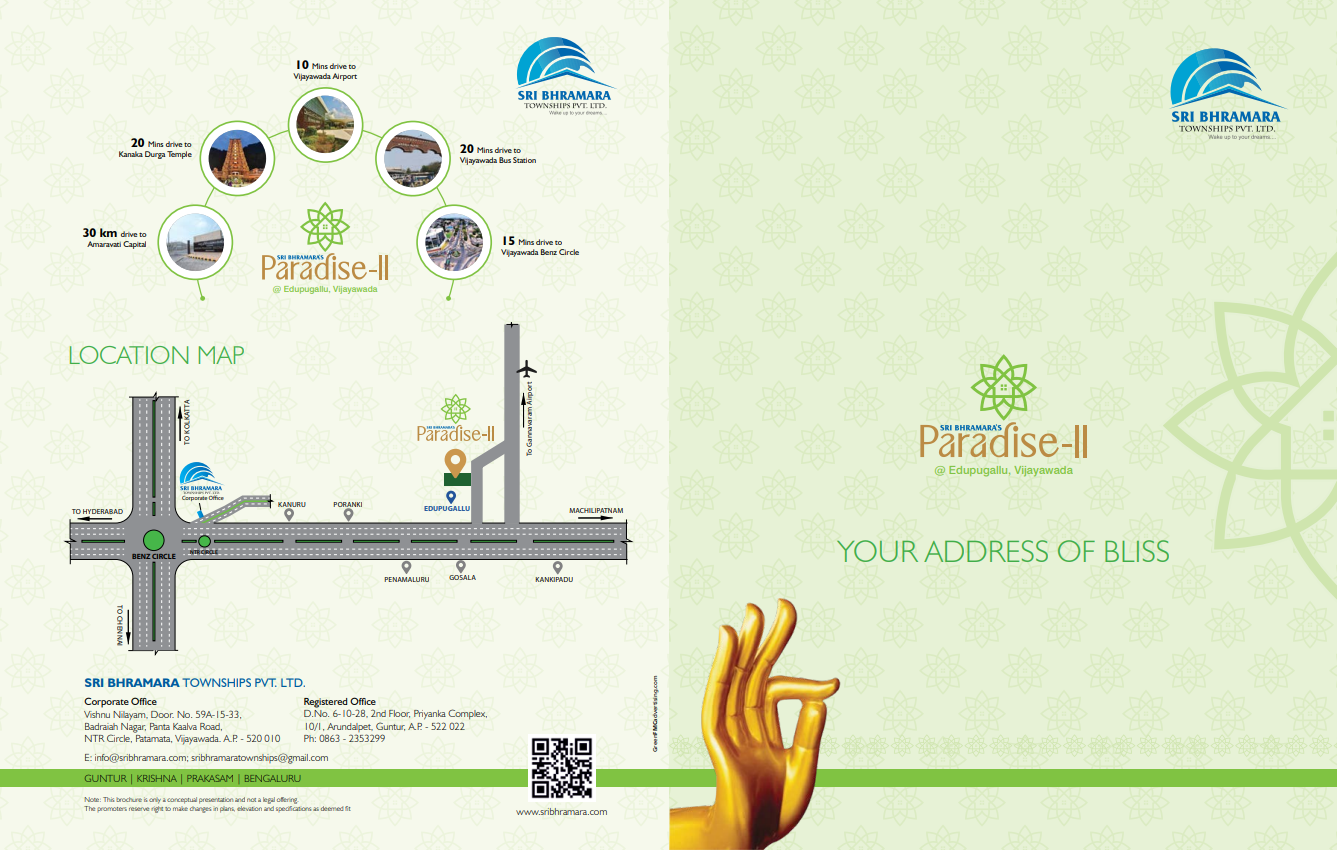 10 Mins drive to
Vijayawada Airport
SRI BHRAMARA
TOWNSHIPS PVT. LTD.
Wake up to your dreams...
20 Mins drive to
Kanaka Durga Temple
20 Mins drive to
Vijayawada Bus Station
30 km drive to
Amaravati Capital
15 Mins drive to
Vijayawada Benz Circle
SRI BHRAMARA'S
Paradise-II
@ Edupugallu, Vijayawada
LOCATION MAP
TO KOLKATTA
To Gannavaram Airport
SRI BHRAMARA'S
Paradise-II
SRI BHRAMARA
TOWNSHIPS PVT. LTD.
Corporate Office
TO HYDERABAD
KANURU
PORANKI
EDUPUGALLU
MACHILIPATNAM
BENZ CIRCLE
NTR CIRCLE
PENAMALURU
GOSALA
KANKIPADU
TO CHENNAI
SRI BHRAMARA TOWNSHIPS PVT. LTD.
Corporate Office
Vishnu Nilayam, Door. No. 59A-15-33,
Badraiah Nagar, Panta Kaalva Road,
NTR Circle, Patamata, Vijayawada. A.P. - 520 010
Registered Office
D.No. 6-10-28, 2nd Floor, Priyanka Complex,
10/1, Arundalpet, Guntur, A.P. - 522 022
Ph: 0863 - 2353299
E: info@sribhramara.com; sribhramaratownships@gmail.com
GUNTUR | KRISHNA | PRAKASAM | BENGALURU
Note: This brochure is only a conceptual presentation and not a legal offering.
The promoters reserve right to make changes in plans, elevation and specifications as deemed fit
www.sribhramara.com
SRI BHRAMARA
TOWNSHIPS PVT. LTD.
Wake up to your dreams...
SRI BHRAMARA'S
Paradise-II
@ Edupugallu, Vijayawada
YOUR ADDRESS OF BLISS